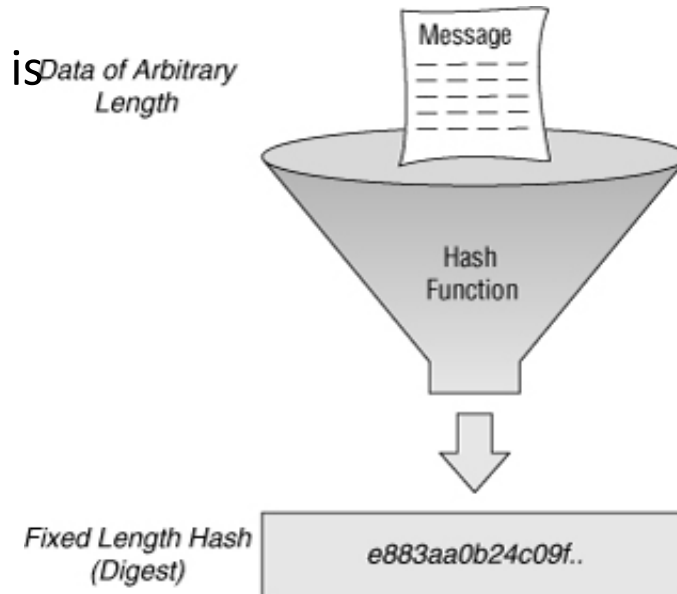 Message
is
Data of Arbitrary
Length
Hash
Function
Fixed Length Hash
(Digest)
e883aa0b24c09f..